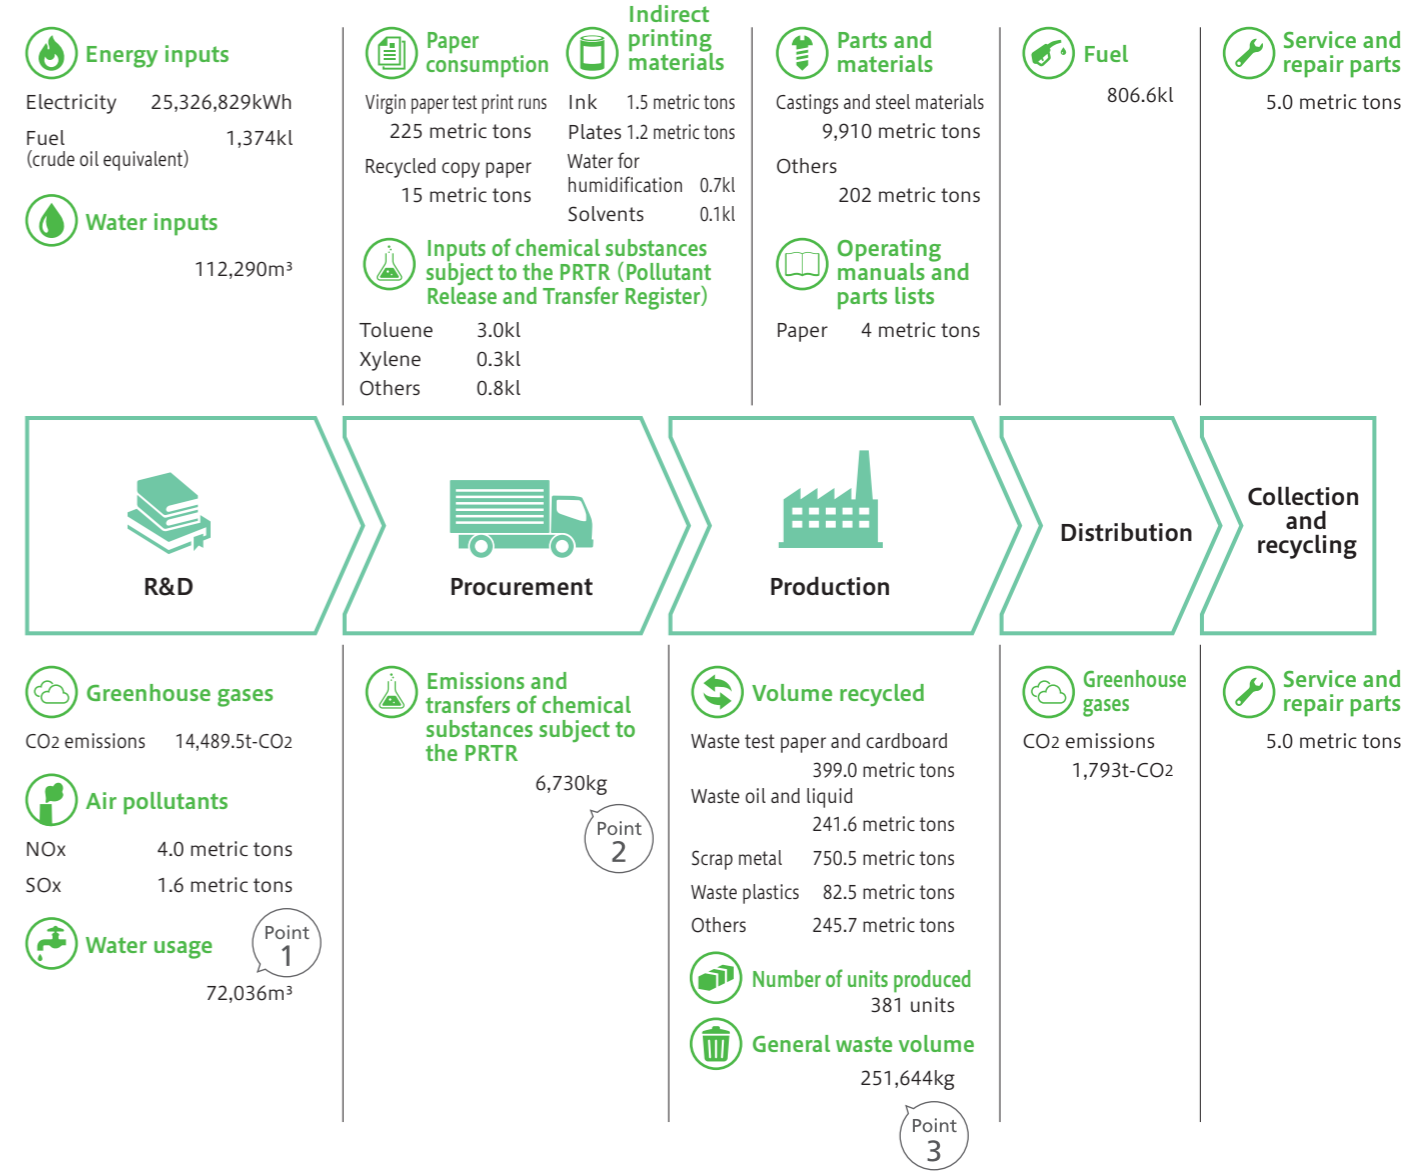 Energy inputs
Electricity 25,326,829kWh
Fuel 1,374kl
(crude oil equivalent)
Water inputs
112,290m³
Paper
consumption
Virgin paper test print runs
225 metric tons
Recycled copy paper
15 metric tons
Indirect
printing
materials
Ink 1.5 metric tons
Plates 1.2 metric tons
Water for
humidification 0.7kl
Solvents 0.1kl
Inputs of chemical substances
subject to the PRTR (Pollutant
Release and Transfer Register)
Toluene 3.0kl
Xylene 0.3kl
Others 0.8kl
Parts and
materials
Castings and steel materials
9,910 metric tons
Others
202 metric tons
Operating
manuals and
parts lists
Paper 4 metric tons
Fuel
806.6kl
Service and
repair parts
5.0 metric tons
R&D
Procurement
Production
Distribution
Collection
and
recycling
Greenhouse gases
CO2 emissions 14,489.5t-CO2
Air pollutants
NOx 4.0 metric tons
SOx 1.6 metric tons
Water usage
Point
1
72,036m³
Emissions and
transfers of chemical
substances subject to
the PRTR
6,730kg
Point
2
Volume recycled
Waste test paper and cardboard
399.0 metric tons
Waste oil and liquid
241.6 metric tons
Scrap metal 750.5 metric tons
Waste plastics 82.5 metric tons
Others 245.7 metric tons
Number of units produced
381 units
General waste volume
251,644kg
Point
3
Greenhouse
gases
CO2 emissions
1,793t-CO2
Service and
repair parts
5.0 metric tons